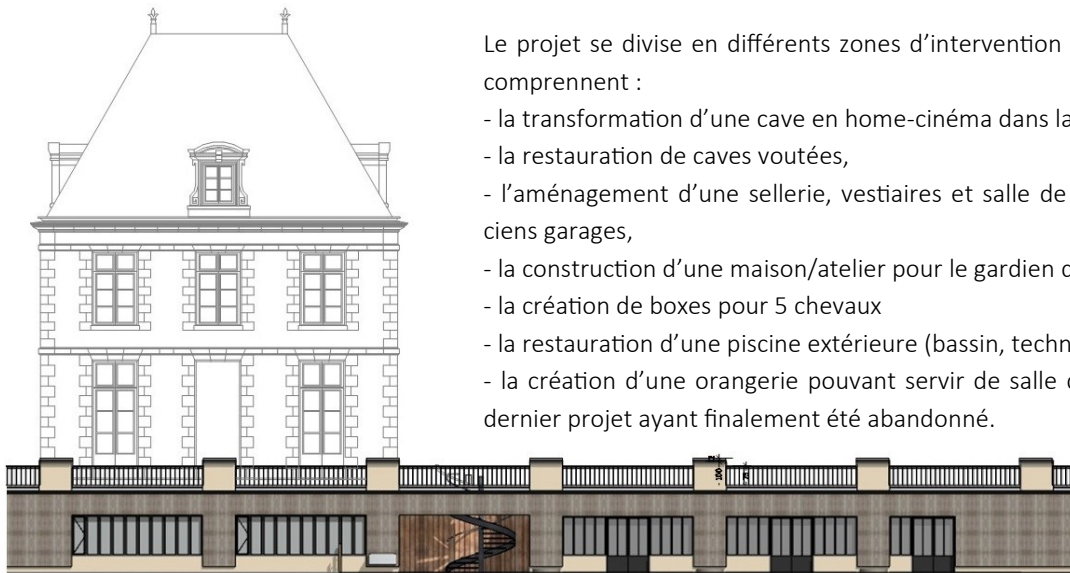 Le projet se divise en différents zones d’intervention
comprennent :
- la transformation d’une cave en home-cinéma dans la
- la restauration de caves voutées,
- l’aménagement d’une sellerie, vestiaires et salle de
ciens garages,
- la construction d’une maison/atelier pour le gardien
- la création de boxes pour 5 chevaux
- la restauration d’une piscine extérieure (bassin, techn
- la création d’une orangerie pouvant servir de salle
dernier projet ayant finalement été abandonné.